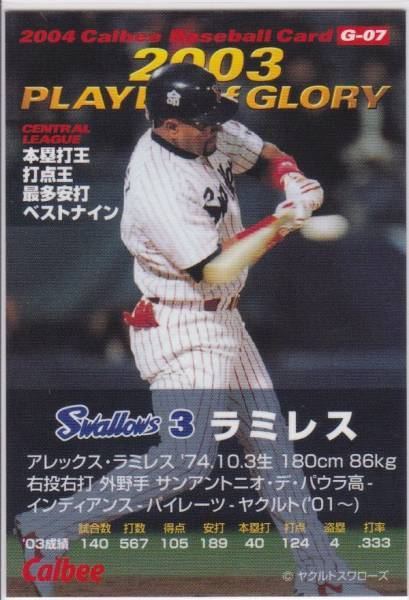 2004 Calbee Baseball Card G-07
2003
PLAYER of GLORY
CENTRAL
LEAGUE
本塁打王
打点王
最多安打
ベストナイン
Swallows 3 ラミレス
アレックス・ラミレス '74.10.3生 180cm 86kg
右投右打 外野手 サンアントニオ・デ・パウラ高-
インディアンス-パイレーツ-ヤクルト('01〜)
試合数 打数 得点 安打 本塁打 打点 盗塁 打率
'03成績 140 567 105 189 40 124 4 .333
Calbee
© ヤクルトスワローズ